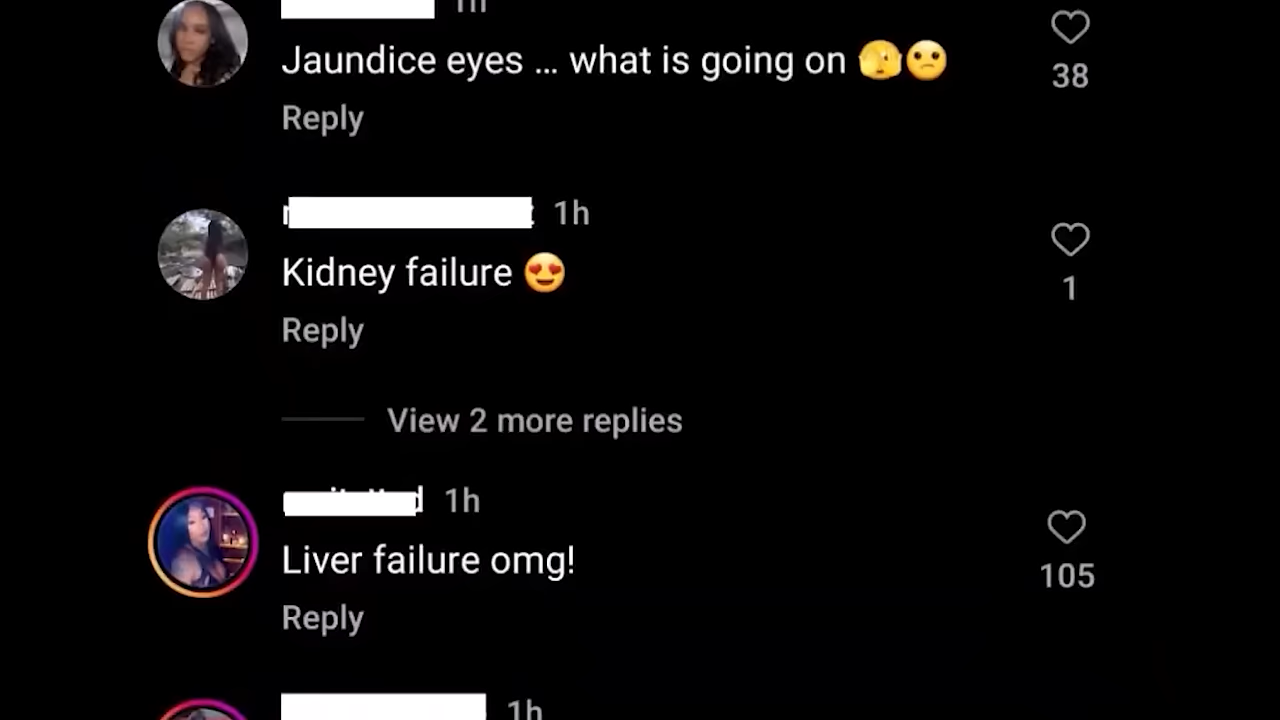 1h
Jaundice eyes ... what is going on 🫣🙁
38
Reply
1h
Kidney failure 😍
1
Reply
View 2 more replies
1h
Liver failure omg!
105
Reply
1h